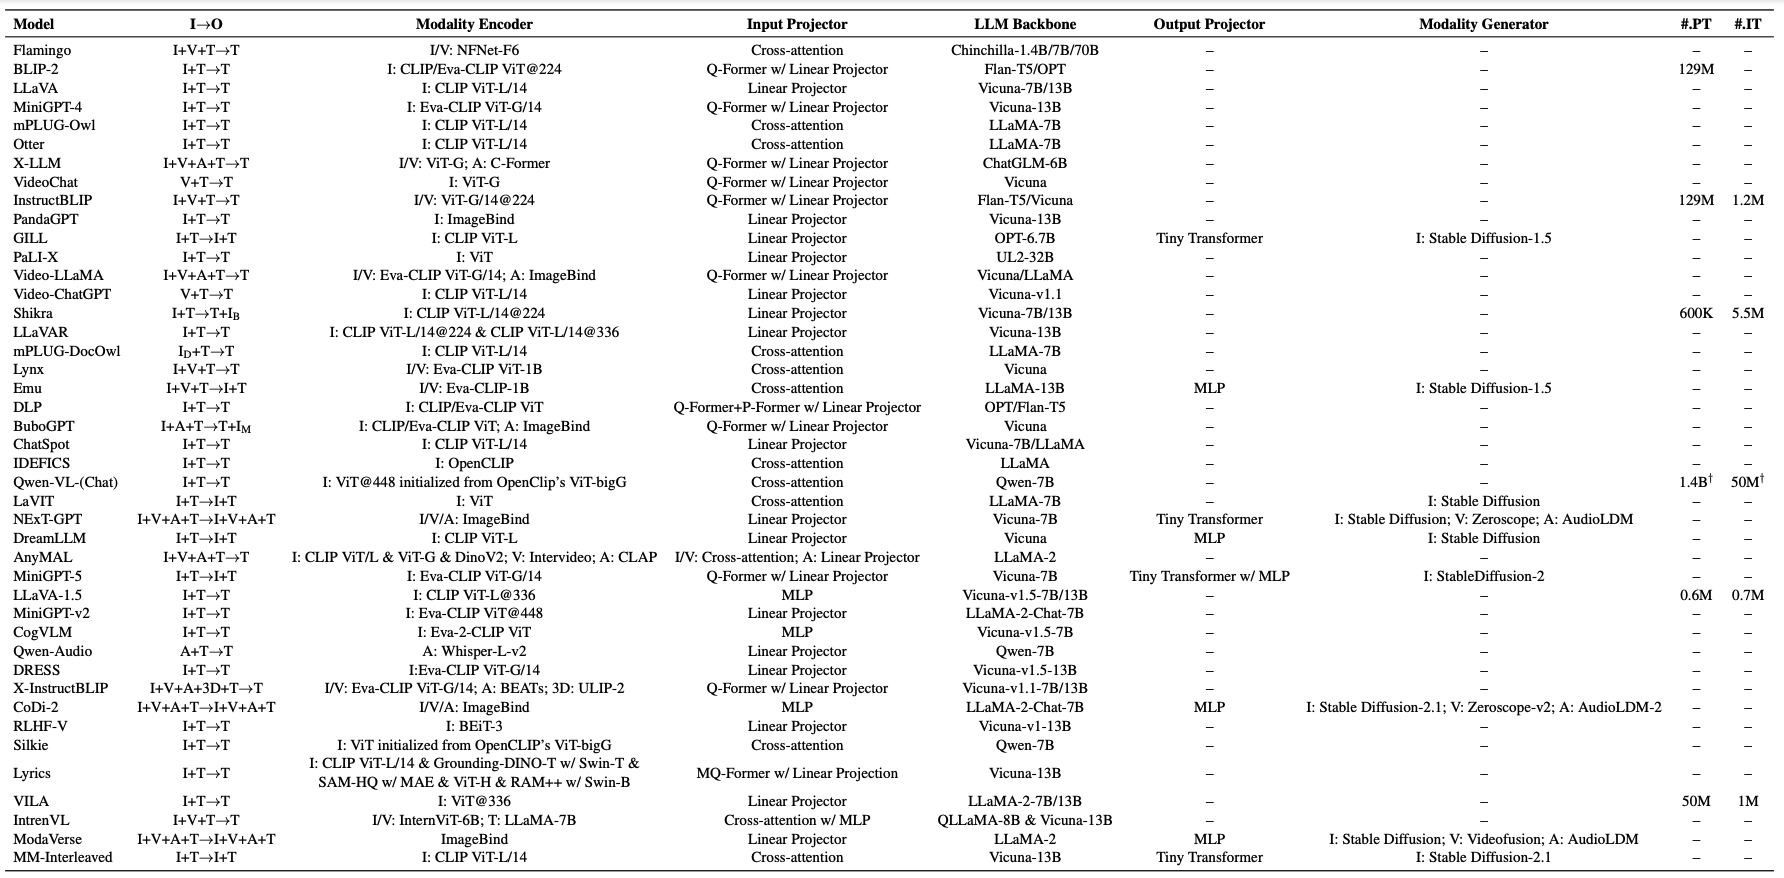 Model I→O Modality Encoder Input Projector LLM Backbone Output Projector Modality Generator #.PT #.IT
Flamingo I+V+T→T I/V: NFNet-F6 Cross-attention Chinchilla-1.4B/7B/70B – – – –
BLIP-2 I+T→T I: CLIP/Eva-CLIP ViT@224 Q-Former w/ Linear Projector Flan-T5/OPT – – 129M –
LLaVA I+T→T I: CLIP ViT-L/14 Linear Projector Vicuna-7B/13B – – – –
MiniGPT-4 I+T→T I: Eva-CLIP ViT-G/14 Q-Former w/ Linear Projector Vicuna-13B – – – –
mPLUG-Owl I+T→T I: CLIP ViT-L/14 Cross-attention LLaMA-7B – – – –
Otter I+T→T I: CLIP ViT-L/14 Cross-attention LLaMA-7B – – – –
X-LLM I+V+A+T→T I/V: ViT-G; A: C-Former Q-Former w/ Linear Projector ChatGLM-6B – – – –
VideoChat V+T→T I: ViT-G Q-Former w/ Linear Projector Vicuna – – – –
InstructBLIP I+V+T→T I/V: ViT-G/14@224 Q-Former w/ Linear Projector Flan-T5/Vicuna – – 129M 1.2M
PandaGPT I+T→T I: ImageBind Linear Projector Vicuna-13B – – – –
GILL I+T→I+T I: CLIP ViT-L Linear Projector OPT-6.7B Tiny Transformer I: Stable Diffusion-1.5 – –
PaLI-X I+T→T I: ViT Linear Projector UL2-32B – – – –
Video-LLaMA I+V+A+T→T I/V: Eva-CLIP ViT-G/14; A: ImageBind Q-Former w/ Linear Projector Vicuna/LLaMA – – – –
Video-ChatGPT V+T→T I: CLIP ViT-L/14 Linear Projector Vicuna-v1.1 – – – –
Shikra I+T→T+I_B I: CLIP ViT-L/14@224 Linear Projector Vicuna-7B/13B – – 600K 5.5M
LLaVAR I+T→T I: CLIP ViT-L/14@224 & CLIP ViT-L/14@336 Linear Projector Vicuna-13B – – – –
mPLUG-DocOwl I_D+T→T I: CLIP ViT-L/14 Cross-attention LLaMA-7B – – – –
Lynx I+V+T→T I/V: Eva-CLIP ViT-1B Cross-attention Vicuna – – – –
Emu I+V+T→I+T I/V: Eva-CLIP-1B Cross-attention LLaMA-13B MLP I: Stable Diffusion-1.5 – –
DLP I+T→T I: CLIP/Eva-CLIP ViT Q-Former+P-Former w/ Linear Projector OPT/Flan-T5 – – – –
BuboGPT I+A+T→T+I_M I: CLIP/Eva-CLIP ViT; A: ImageBind Q-Former w/ Linear Projector Vicuna – – – –
ChatSpot I+T→T I: CLIP ViT-L/14 Linear Projector Vicuna-7B/LLaMA – – – –
IDEFICS I+T→T I: OpenCLIP Cross-attention LLaMA – – – –
Qwen-VL-(Chat) I+T→T I: ViT@448 initialized from OpenClip's ViT-bigG Cross-attention Qwen-7B – – 1.4B† 50M†
LaVIT I+T→I+T I: ViT Cross-attention LLaMA-7B – I: Stable Diffusion – –
NExT-GPT I+V+A+T→I+V+A+T I/V/A: ImageBind Linear Projector Vicuna-7B Tiny Transformer I: Stable Diffusion; V: Zeroscope; A: AudioLDM – –
DreamLLM I+T→I+T I: CLIP ViT-L Linear Projector Vicuna MLP I: Stable Diffusion – –
AnyMAL I+V+A+T→T I: CLIP ViT/L & ViT-G & DinoV2; V: Intervideo; A: CLAP I/V: Cross-attention; A: Linear Projector LLaMA-2 – – – –
MiniGPT-5 I+T→I+T I: Eva-CLIP ViT-G/14 Q-Former w/ Linear Projector Vicuna-7B Tiny Transformer w/ MLP I: StableDiffusion-2 – –
LLaVA-1.5 I+T→T I: CLIP ViT-L@336 MLP Vicuna-v1.5-7B/13B – – 0.6M 0.7M
MiniGPT-v2 I+T→T I: Eva-CLIP ViT@448 Linear Projector LLaMA-2-Chat-7B – – – –
CogVLM I+T→T I: Eva-2-CLIP ViT MLP Vicuna-v1.5-7B – – – –
Qwen-Audio A+T→T A: Whisper-L-v2 Linear Projector Qwen-7B – – – –
DRESS I+T→T I:Eva-CLIP ViT-G/14 Linear Projector Vicuna-v1.5-13B – – – –
X-InstructBLIP I+V+A+3D+T→T I/V: Eva-CLIP ViT-G/14; A: BEATs; 3D: ULIP-2 Q-Former w/ Linear Projector Vicuna-v1.1-7B/13B – – – –
CoDi-2 I+V+A+T→I+V+A+T I/V/A: ImageBind MLP LLaMA-2-Chat-7B MLP I: Stable Diffusion-2.1; V: Zeroscope-v2; A: AudioLDM-2 – –
RLHF-V I+T→T I: BEiT-3 Linear Projector Vicuna-v1-13B – – – –
Silkie I+T→T I: ViT initialized from OpenCLIP's ViT-bigG Cross-attention Qwen-7B – – – –
Lyrics I+T→T I: CLIP ViT-L/14 & Grounding-DINO-T w/ Swin-T &
SAM-HQ w/ MAE & ViT-H & RAM++ w/ Swin-B MQ-Former w/ Linear Projection Vicuna-13B – – – –
VILA I+T→T I: ViT@336 Linear Projector LLaMA-2-7B/13B – – 50M 1M
IntrenVL I+V+T→T I/V: InternViT-6B; T: LLaMA-7B Cross-attention w/ MLP QLLaMA-8B & Vicuna-13B – – – –
ModaVerse I+V+A+T→I+V+A+T ImageBind Linear Projector LLaMA-2 MLP I: Stable Diffusion; V: Videofusion; A: AudioLDM – –
MM-Interleaved I+T→I+T I: CLIP ViT-L/14 Cross-attention Vicuna-13B Tiny Transformer I: Stable Diffusion-2.1 – –